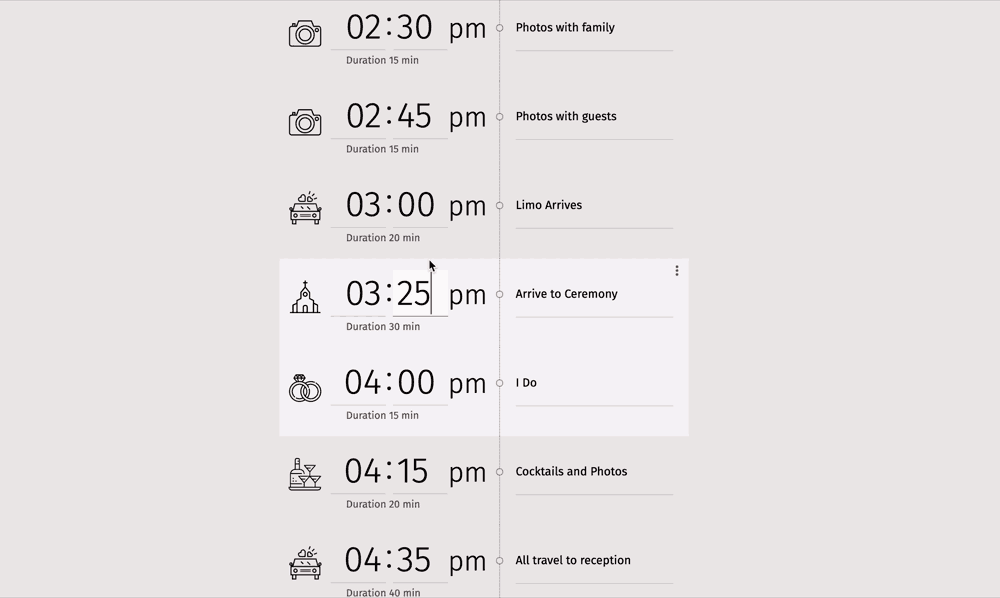 02:30 pm Photos with family
Duration 15 min
02:45 pm Photos with guests
Duration 15 min
03:00 pm Limo Arrives
Duration 20 min
03:25 pm Arrive to Ceremony
Duration 30 min
04:00 pm I Do
Duration 15 min
04:15 pm Cocktails and Photos
Duration 20 min
04:35 pm All travel to reception
Duration 40 min